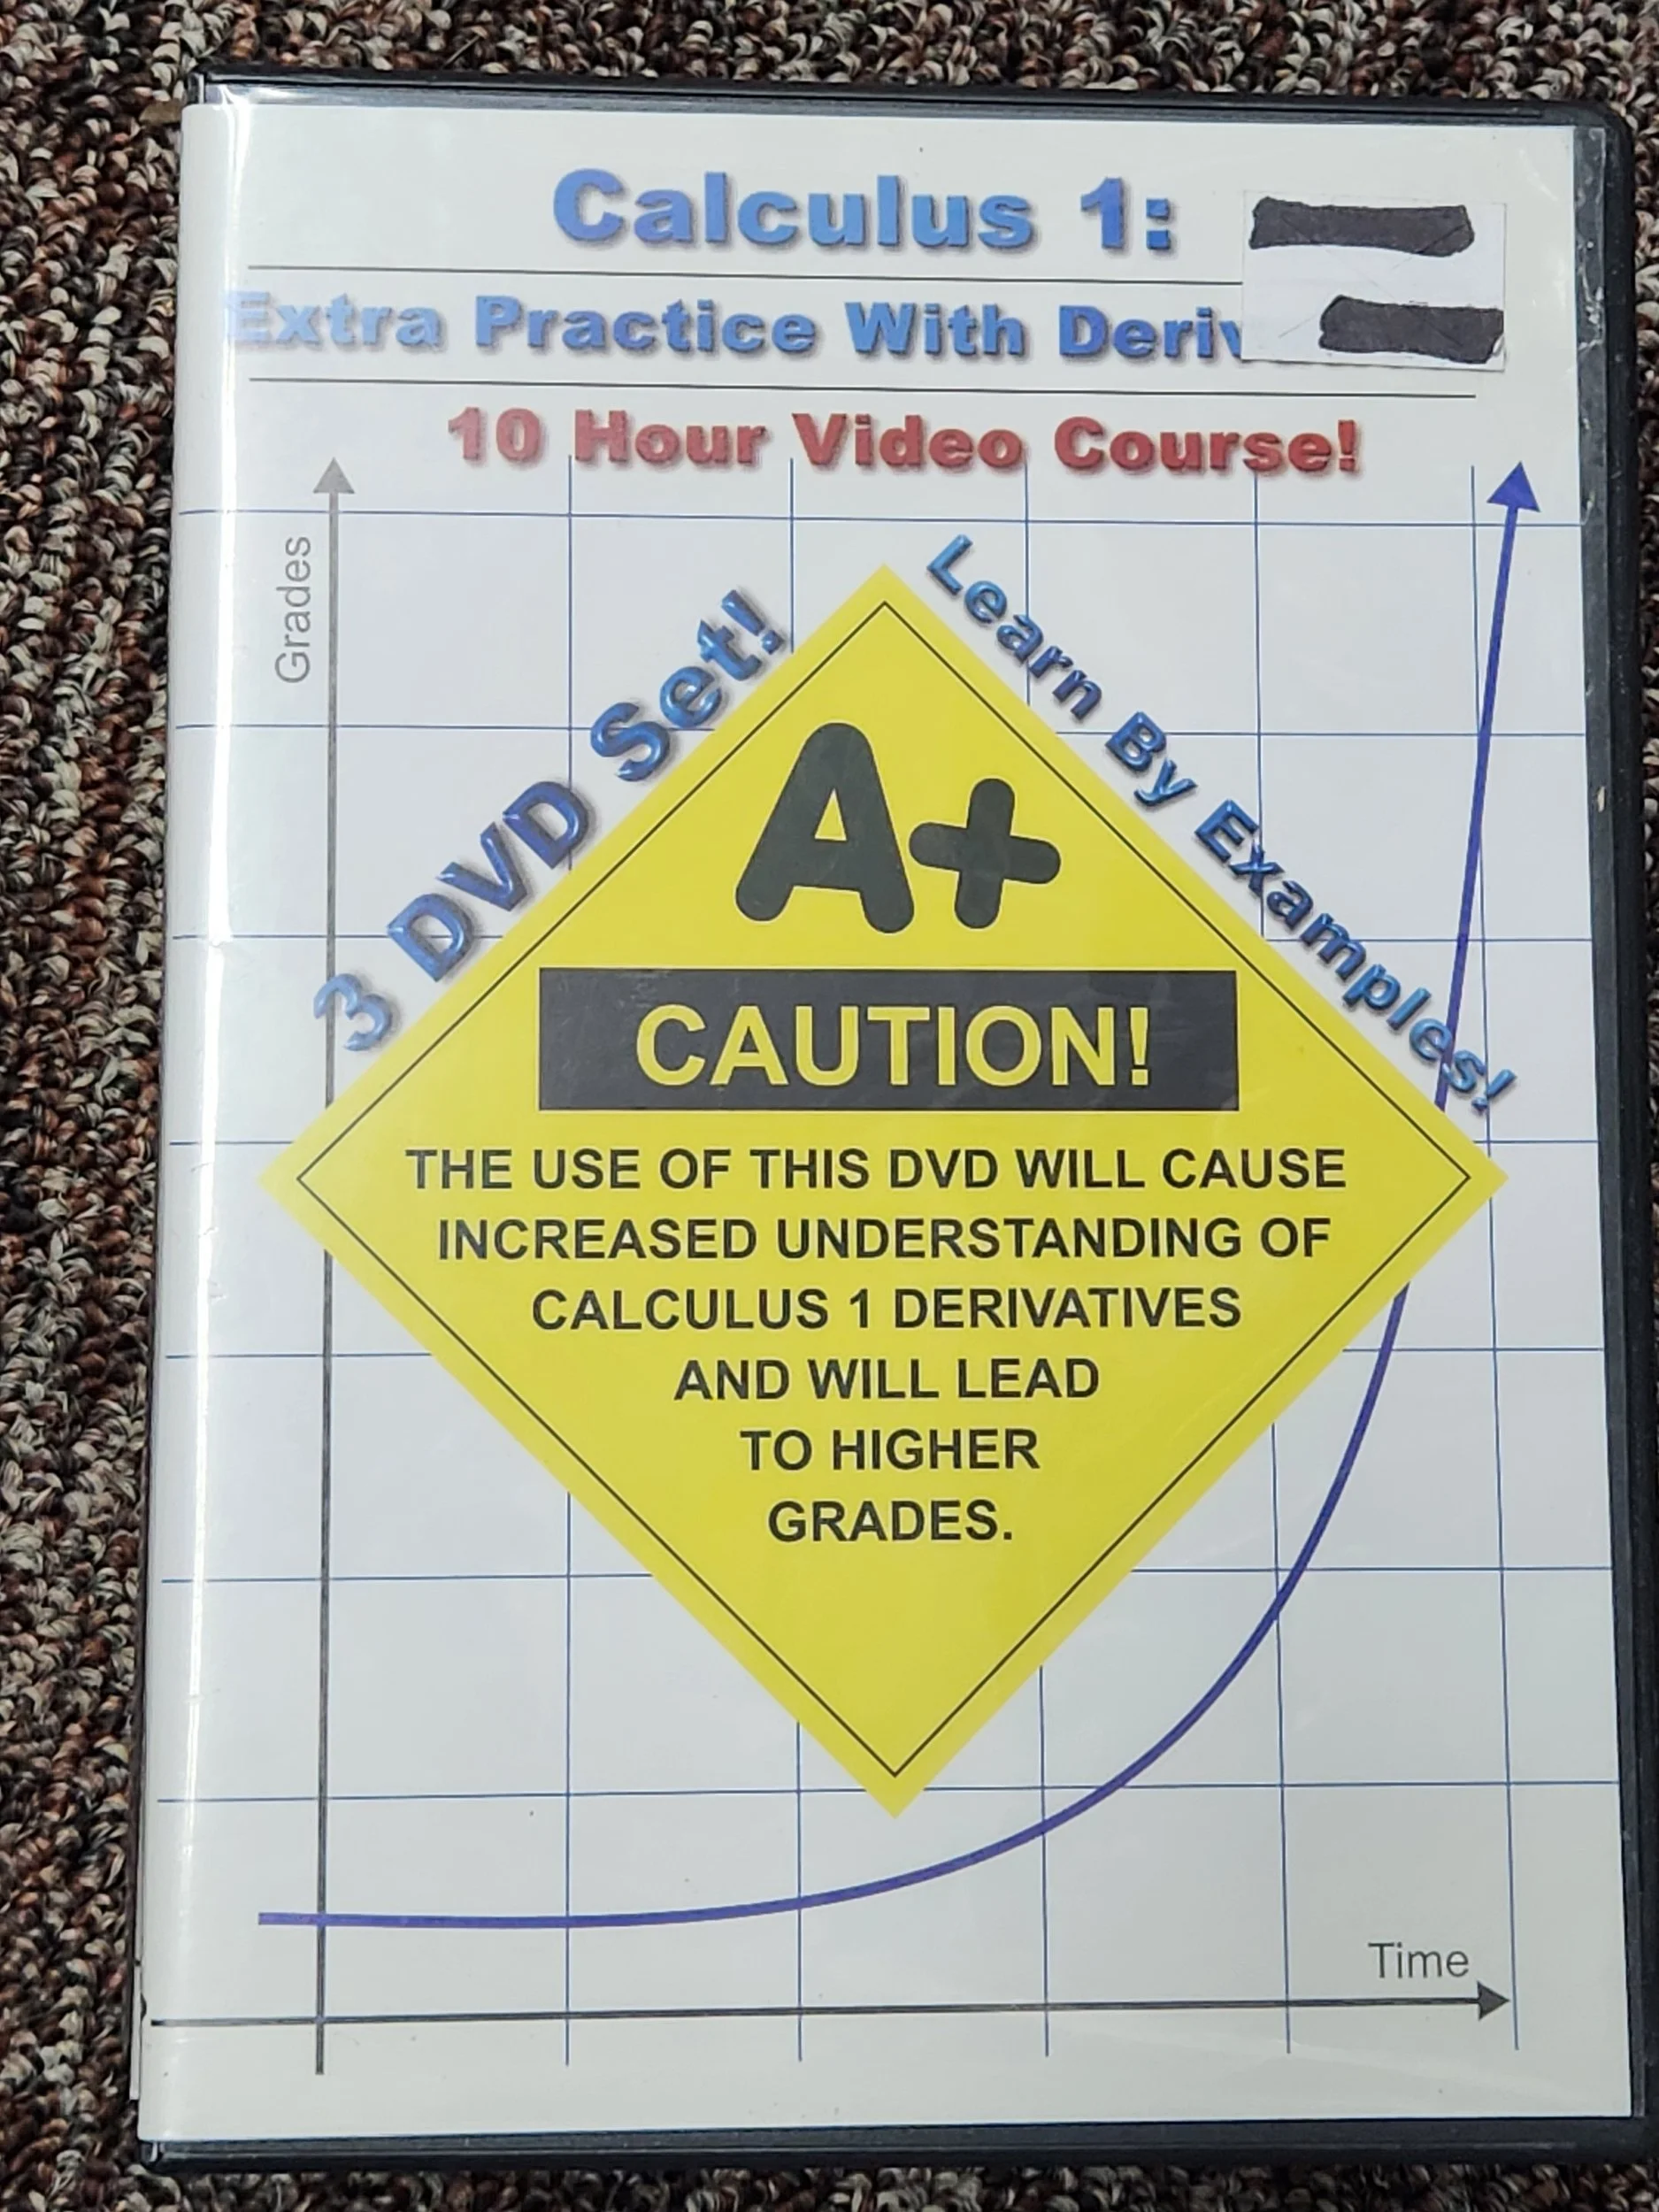 Calculus 1:
Extra Practice With Deriv
10 Hour Video Course!
Grades
3 DVD Set!
Learn By Examples!
A+
CAUTION!
THE USE OF THIS DVD WILL CAUSE
INCREASED UNDERSTANDING OF
CALCULUS 1 DERIVATIVES
AND WILL LEAD
TO HIGHER
GRADES.
Time